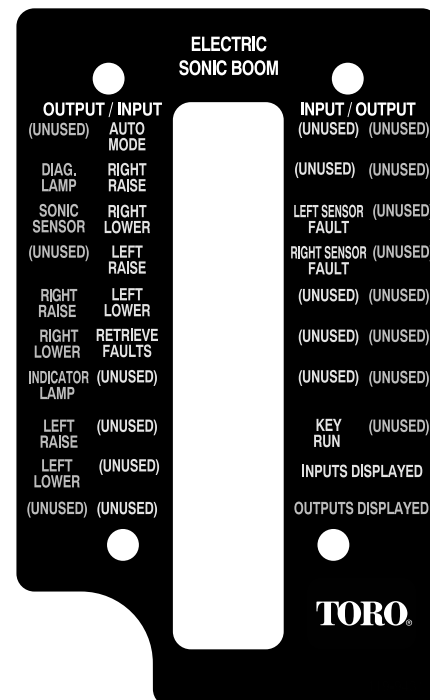 ELECTRIC
SONIC BOOM
OUTPUT / INPUT
(UNUSED) AUTO
MODE
DIAG. RIGHT
LAMP RAISE
SONIC RIGHT
SENSOR LOWER
(UNUSED) LEFT
RAISE
RIGHT LEFT
RAISE LOWER
RIGHT RETRIEVE
LOWER FAULTS
INDICATOR (UNUSED)
LAMP
LEFT (UNUSED)
RAISE
LEFT (UNUSED)
LOWER
(UNUSED) (UNUSED)
INPUT / OUTPUT
(UNUSED) (UNUSED)
(UNUSED) (UNUSED)
LEFT SENSOR (UNUSED
FAULT
RIGHT SENSOR (UNUSED
FAULT
(UNUSED) (UNUSED)
(UNUSED) (UNUSED)
(UNUSED) (UNUSED)
KEY (UNUSED)
RUN
INPUTS DISPLAYED
OUTPUTS DISPLAYED
TORO®